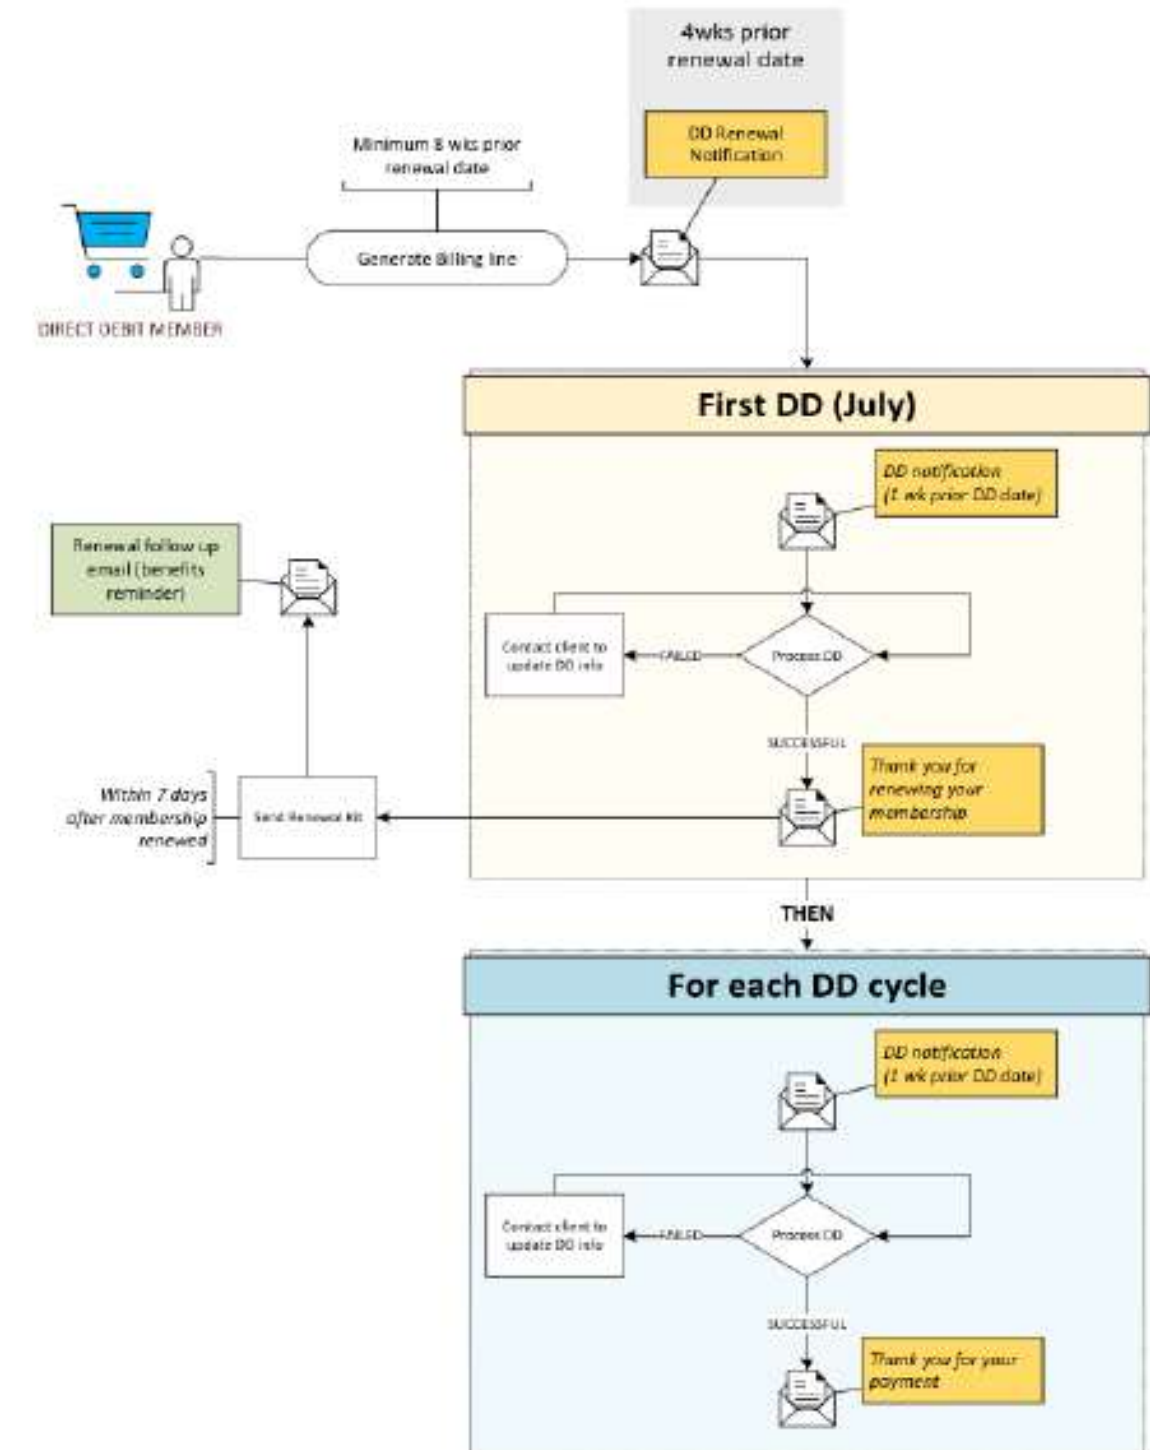 4wks prior
renewal date
DD Renewal
Notification
Minimum 8 wks prior
renewal date
Generate Billing line
DIRECT DEBIT MEMBER
First DD (July)
DD notification
(1 wk prior DD date)
Renewal follow up
email (benefits
reminder)
Contact client to
update DD info
FAILED
Process DD
SUCCESSFUL
Thank you for
renewing your
membership
Within 7 days
after membership
renewed
Send Renewal Kit
THEN
For each DD cycle
DD notification
(1 wk prior DD date)
Contact client to
update DD info
FAILED
Process DD
SUCCESSFUL
Thank you for your
payment